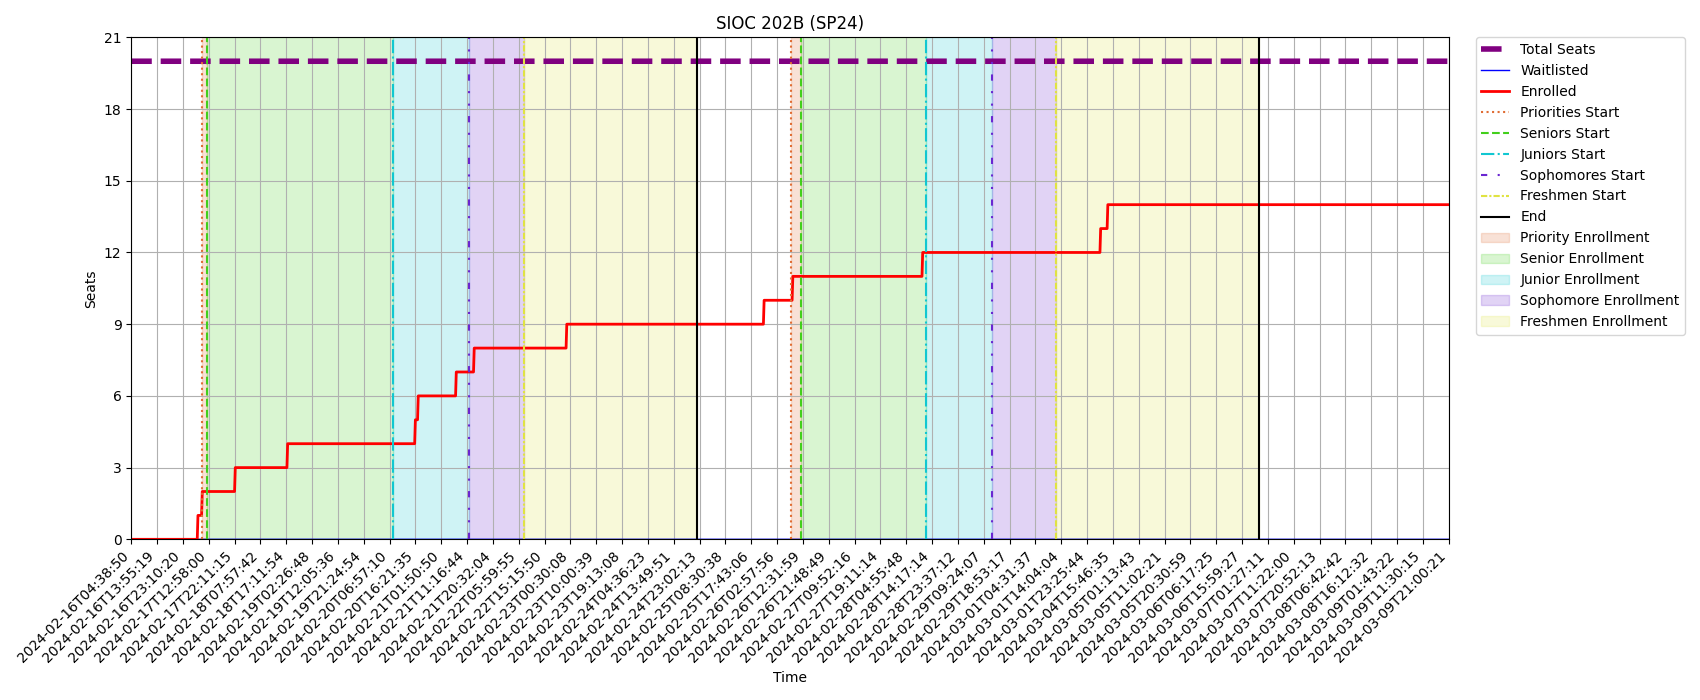 SIOC 202B (SP24)
21
18
15
12
9
6
3
0
Seats
2024-02-16T04:38:50
2024-02-16T13:55:19
2024-02-16T23:10:20
2024-02-17T12:58:00
2024-02-17T22:11:15
2024-02-18T07:57:42
2024-02-18T17:11:54
2024-02-19T02:26:48
2024-02-19T12:05:36
2024-02-19T21:24:54
2024-02-20T06:57:10
2024-02-20T16:21:35
2024-02-21T01:50:50
2024-02-21T11:16:44
2024-02-21T20:32:04
2024-02-22T05:59:55
2024-02-22T15:15:50
2024-02-23T00:30:08
2024-02-23T10:00:39
2024-02-23T19:13:08
2024-02-24T04:36:23
2024-02-24T13:49:51
2024-02-24T23:02:13
2024-02-25T08:30:38
2024-02-25T17:43:06
2024-02-26T02:57:56
2024-02-26T12:31:59
2024-02-26T21:48:49
2024-02-27T09:52:16
2024-02-27T19:11:14
2024-02-28T04:55:48
2024-02-28T14:17:14
2024-02-28T23:37:12
2024-02-29T09:24:07
2024-02-29T18:53:17
2024-03-01T04:31:37
2024-03-01T14:04:04
2024-03-01T23:25:44
2024-03-04T15:46:35
2024-03-05T01:13:43
2024-03-05T11:02:21
2024-03-05T20:30:59
2024-03-06T06:17:25
2024-03-06T15:59:27
2024-03-07T01:27:11
2024-03-07T11:22:00
2024-03-07T20:52:13
2024-03-08T06:42:42
2024-03-08T16:12:32
2024-03-09T01:43:22
2024-03-09T11:30:15
2024-03-09T21:00:21
Time
Total Seats
Waitlisted
Enrolled
Priorities Start
Seniors Start
Juniors Start
Sophomores Start
Freshmen Start
End
Priority Enrollment
Senior Enrollment
Junior Enrollment
Sophomore Enrollment
Freshmen Enrollment